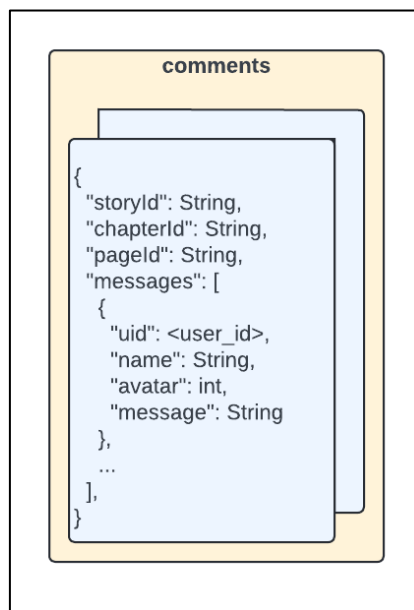 comments
{
"storyId": String,
"chapterId": String,
"pageId": String,
"messages": [
{
"uid": <user_id>,
"name": String,
"avatar": int,
"message": String
},
...
],
}